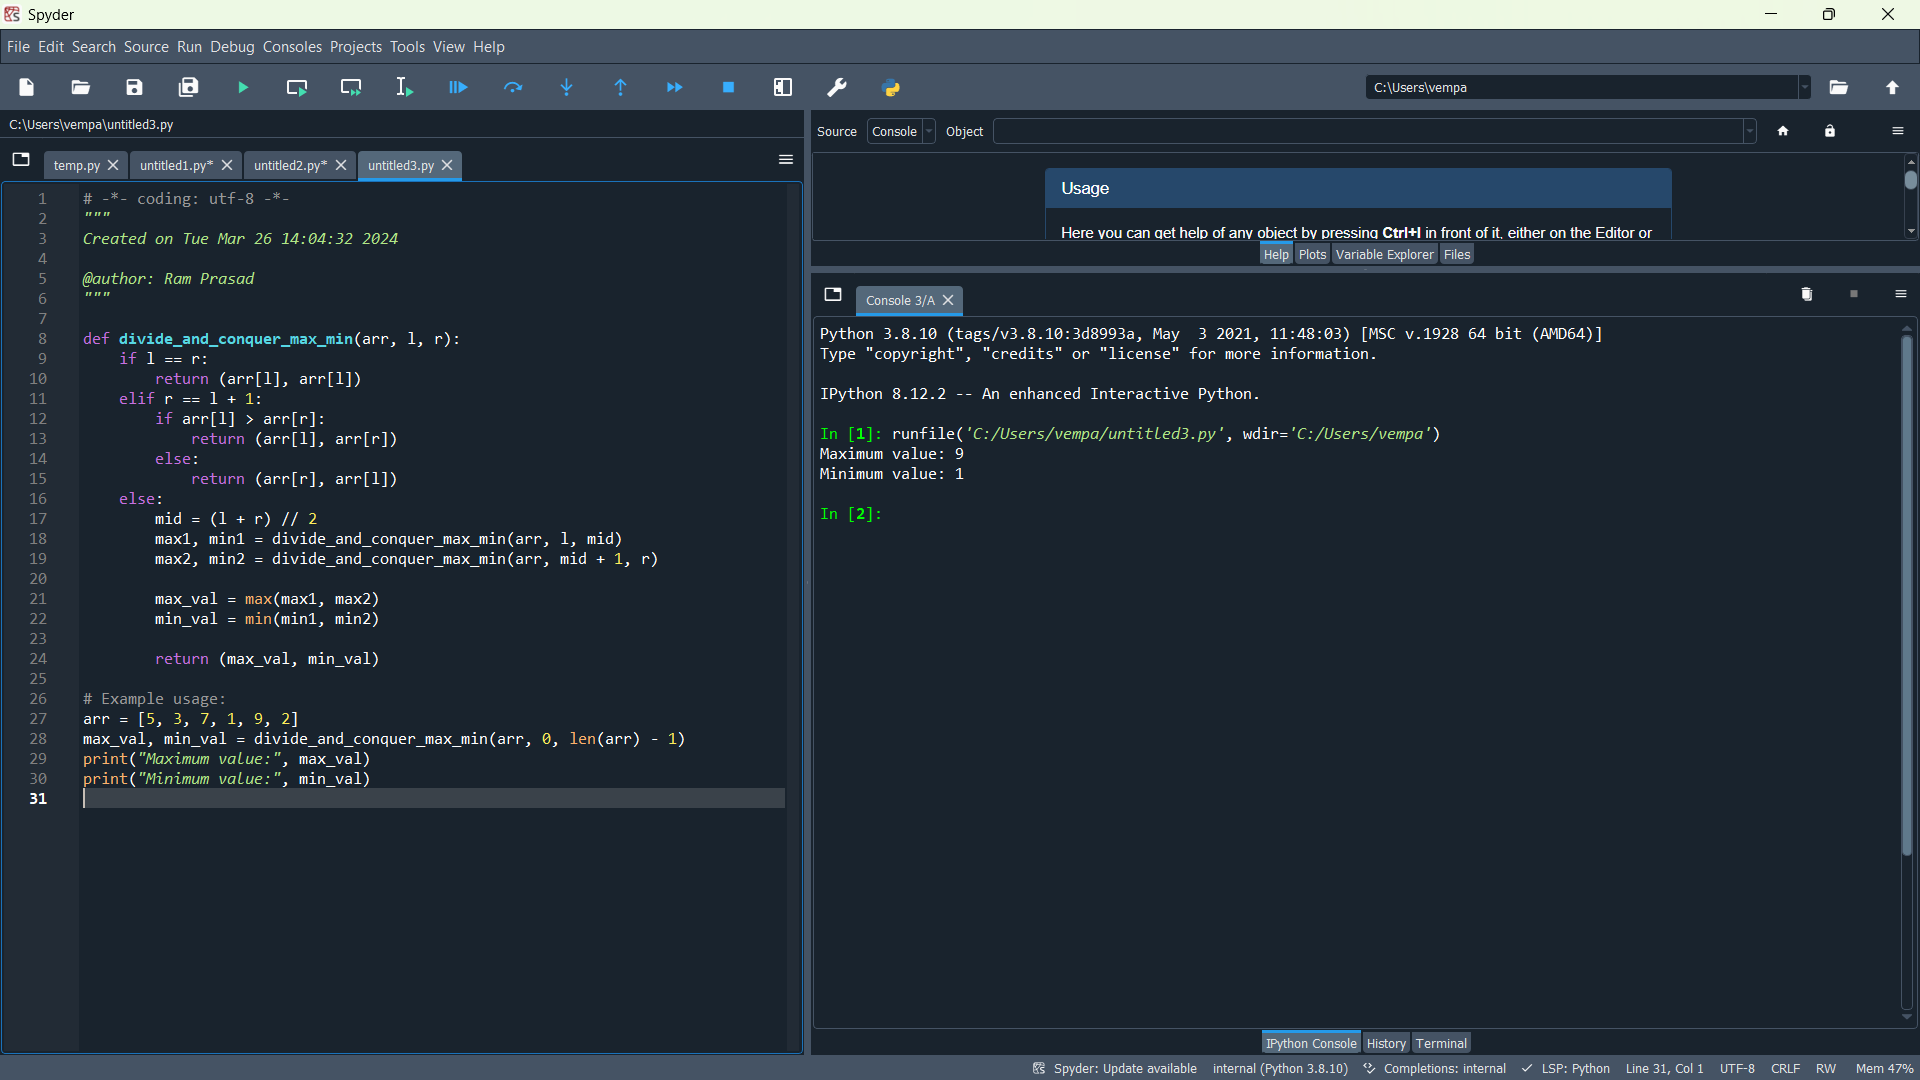 Spyder
File Edit Search Source Run Debug Consoles Projects Tools View Help
C:\Users\vempa
C:\Users\vempa\untitled3.py
temp.py untitled1.py* untitled2.py* untitled3.py
1 # -*- coding: utf-8 -*-
2 """
3 Created on Tue Mar 26 14:04:32 2024
4
5 @author: Ram Prasad
6 """
7
8 def divide_and_conquer_max_min(arr, l, r):
9     if l == r:
10         return (arr[l], arr[l])
11     elif r == l + 1:
12         if arr[l] > arr[r]:
13             return (arr[l], arr[r])
14         else:
15             return (arr[r], arr[l])
16     else:
17         mid = (l + r) // 2
18         max1, min1 = divide_and_conquer_max_min(arr, l, mid)
19         max2, min2 = divide_and_conquer_max_min(arr, mid + 1, r)
20
21         max_val = max(max1, max2)
22         min_val = min(min1, min2)
23
24         return (max_val, min_val)
25
26 # Example usage:
27 arr = [5, 3, 7, 1, 9, 2]
28 max_val, min_val = divide_and_conquer_max_min(arr, 0, len(arr) - 1)
29 print("Maximum value:", max_val)
30 print("Minimum value:", min_val)
31
Source Console Object
Usage
Here you can get help of any object by pressing Ctrl+I in front of it, either on the Editor or
Help Plots Variable Explorer Files
Console 3/A
Python 3.8.10 (tags/v3.8.10:3d8993a, May  3 2021, 11:48:03) [MSC v.1928 64 bit (AMD64)]
Type "copyright", "credits" or "license" for more information.
IPython 8.12.2 -- An enhanced Interactive Python.
In [1]: runfile('C:/Users/vempa/untitled3.py', wdir='C:/Users/vempa')
Maximum value: 9
Minimum value: 1
In [2]:
IPython Console History Terminal
Spyder: Update available internal (Python 3.8.10) Completions: internal LSP: Python Line 31, Col 1 UTF-8 CRLF RW Mem 47%